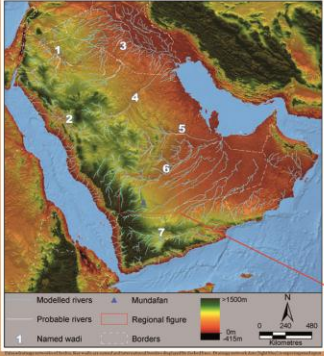 1
3
4
2
5
6
7
Modelled rivers
Mundafan
>1500m
N
Probable rivers
Regional figure
1 Named wadi
Borders
0m
-415m
0 240 480
Kilometres